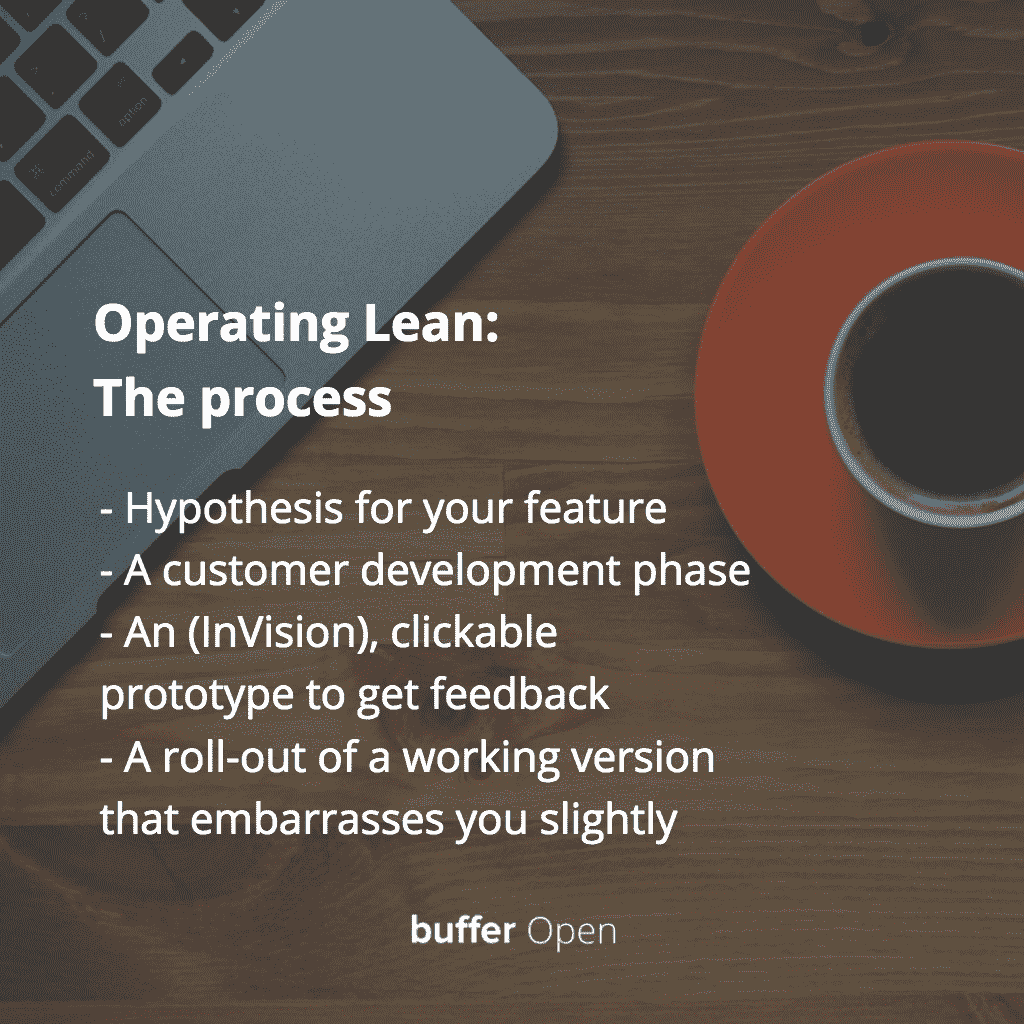 option
command
Operating Lean:
The process
- Hypothesis for your feature
- A customer development phase
- An (InVision), clickable
prototype to get feedback
- A roll-out of a working version
that embarrasses you slightly
buffer Open